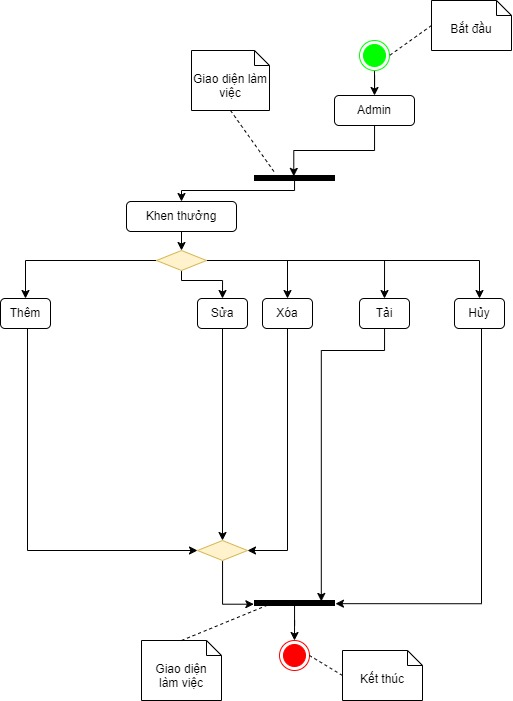 Bắt đầu
Giao diện làm
việc
Admin
Khen thưởng
Thêm
Sửa
Xóa
Tải
Hủy
Giao diện
làm việc
Kết thúc